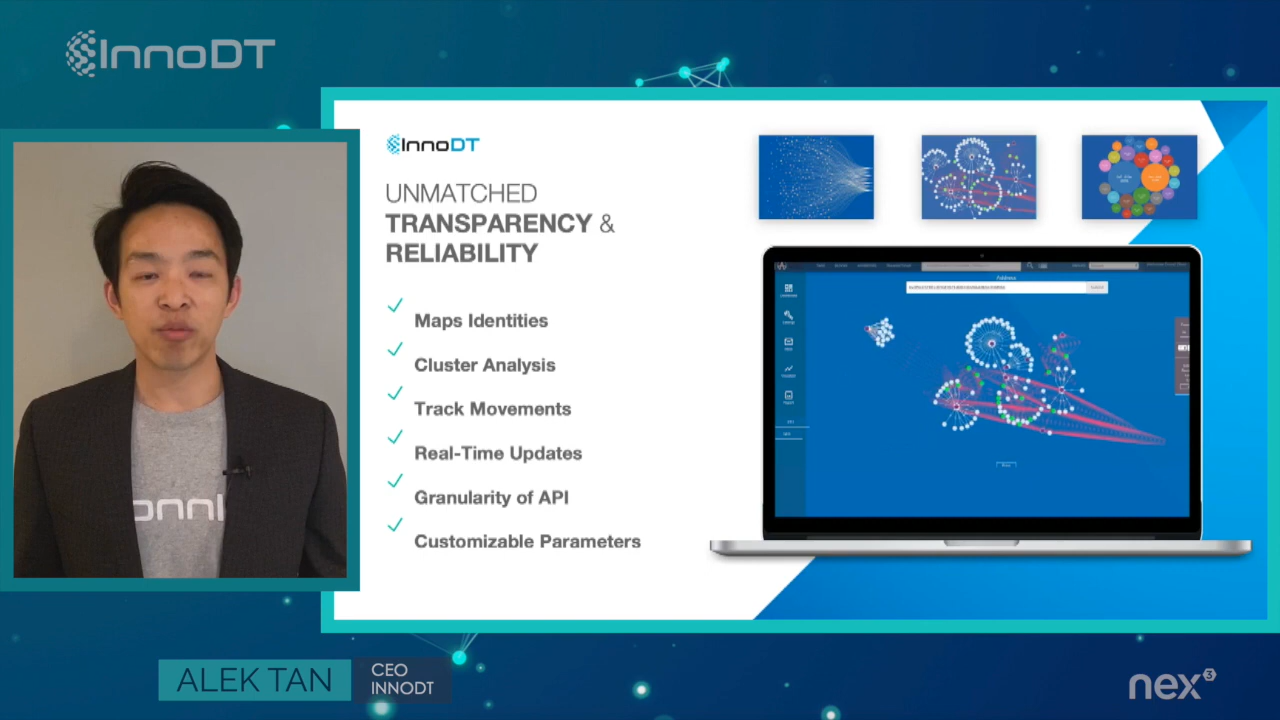 InnoDT
InnoDT
UNMATCHED
TRANSPARENCY &
RELIABILITY
Maps Identities
Cluster Analysis
Track Movements
Real-Time Updates
Granularity of API
Customizable Parameters
Address
ALEK TAN
CEO
INNODT
nex3